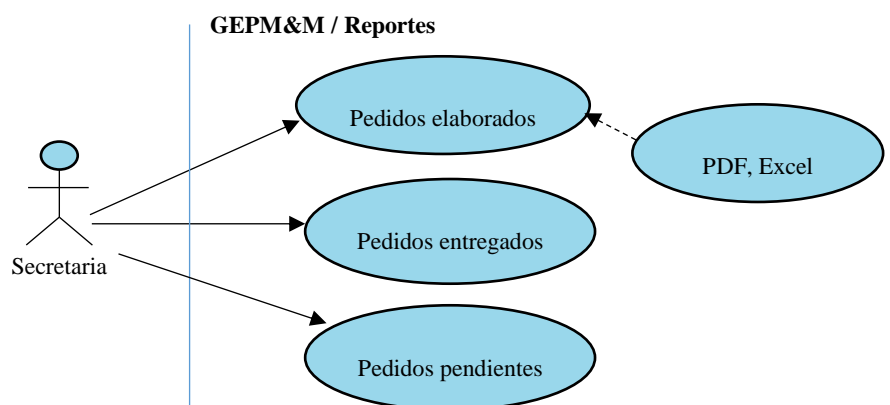 GEPM&M / Reportes
Pedidos elaborados
PDF, Excel
Pedidos entregados
Secretaria
Pedidos pendientes